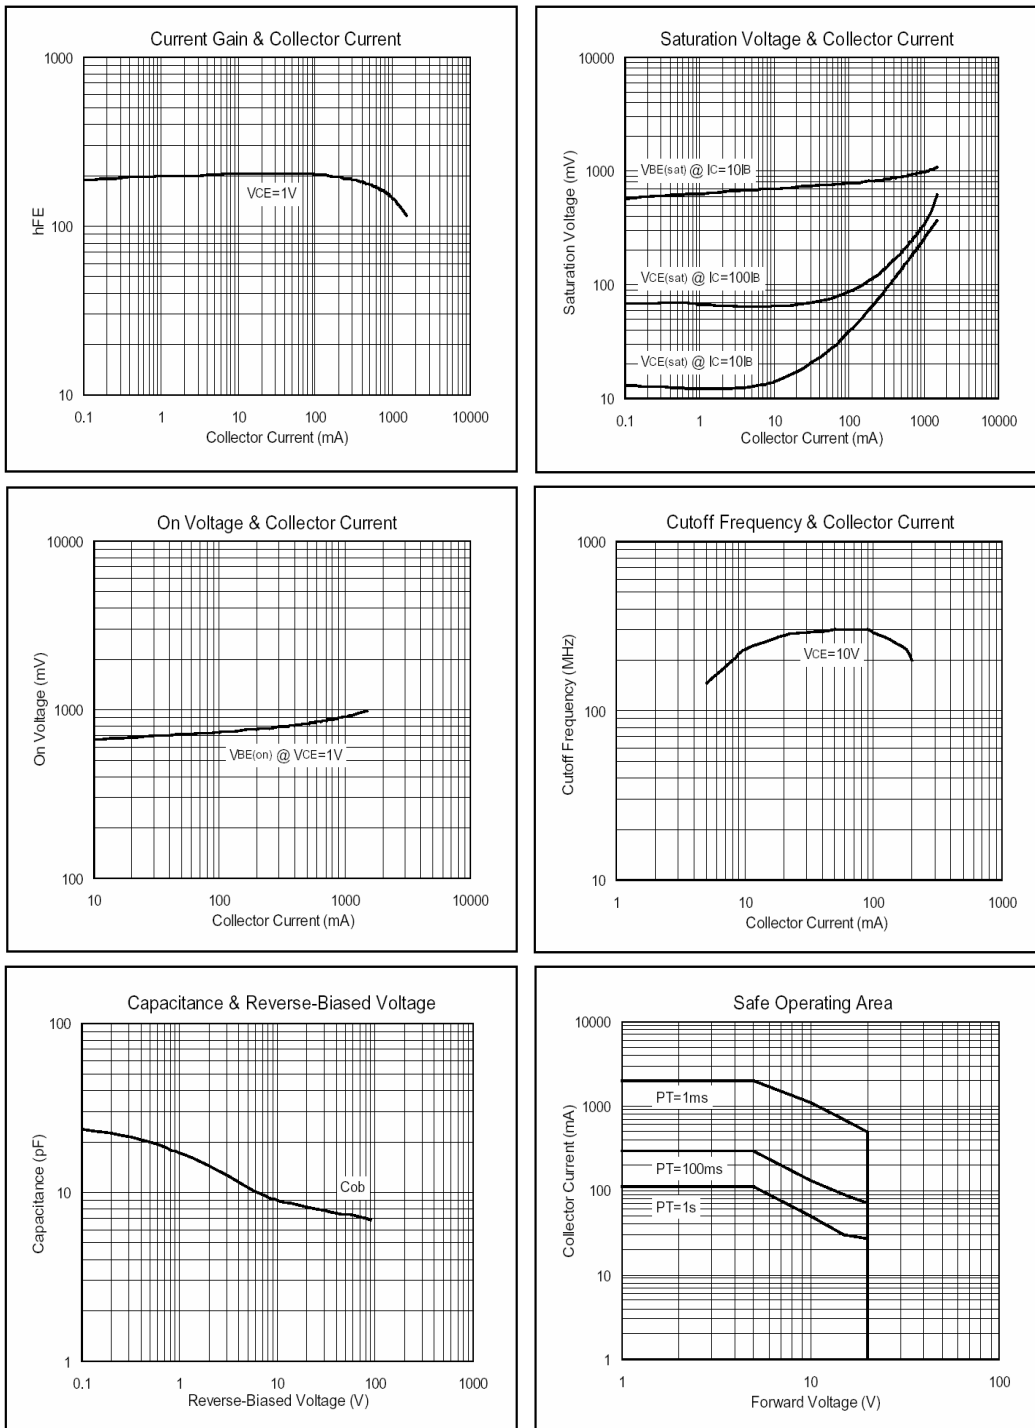 Current Gain & Collector Current
1000
100
10
hFE
VCE=1V
0.1 1 10 100 1000 10000
Collector Current (mA)
Saturation Voltage & Collector Current
10000
1000
100
10
Saturation Voltage (mV)
VBE(sat) @ IC=10IB
VCE(sat) @ IC=100IB
VCE(sat) @ IC=10IB
0.1 1 10 100 1000 10000
Collector Current (mA)
On Voltage & Collector Current
10000
1000
100
On Voltage (mV)
VBE(on) @ VCE=1V
10 100 1000 10000
Collector Current (mA)
Cutoff Frequency & Collector Current
1000
100
10
Cutoff Frequency (MHz)
VCE=10V
1 10 100 1000
Collector Current (mA)
Capacitance & Reverse-Biased Voltage
100
10
1
Capacitance (pF)
Cob
0.1 1 10 100 1000
Reverse-Biased Voltage (V)
Safe Operating Area
10000
1000
100
10
1
Collector Current (mA)
PT=1ms
PT=100ms
PT=1s
1 10 100
Forward Voltage (V)